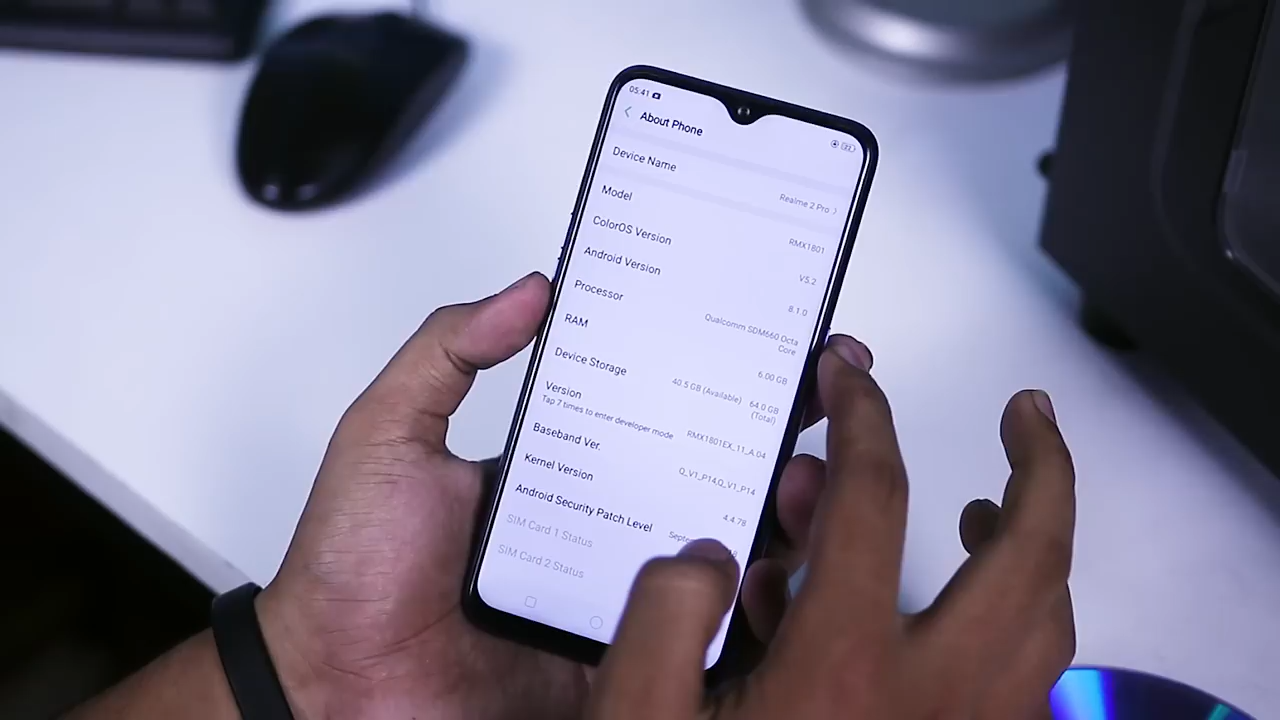 05:41
About Phone
Device Name
Realme 2 Pro
Model
RMX1801
ColorOS Version
V5.2
Android Version
8.1.0
Processor
Qualcomm SDM660 Octa
Core
RAM
6.00 GB
Device Storage
40.5 GB (Available) 64.0 GB
(Total)
Version
Tap 7 times to enter developer mode
RMX1801EX_11_A.04
Baseband Ver.
Q_V1_P14,Q_V1_P14
Kernel Version
4.4.78
Android Security Patch Level
SIM Card 1 Status
SIM Card 2 Status